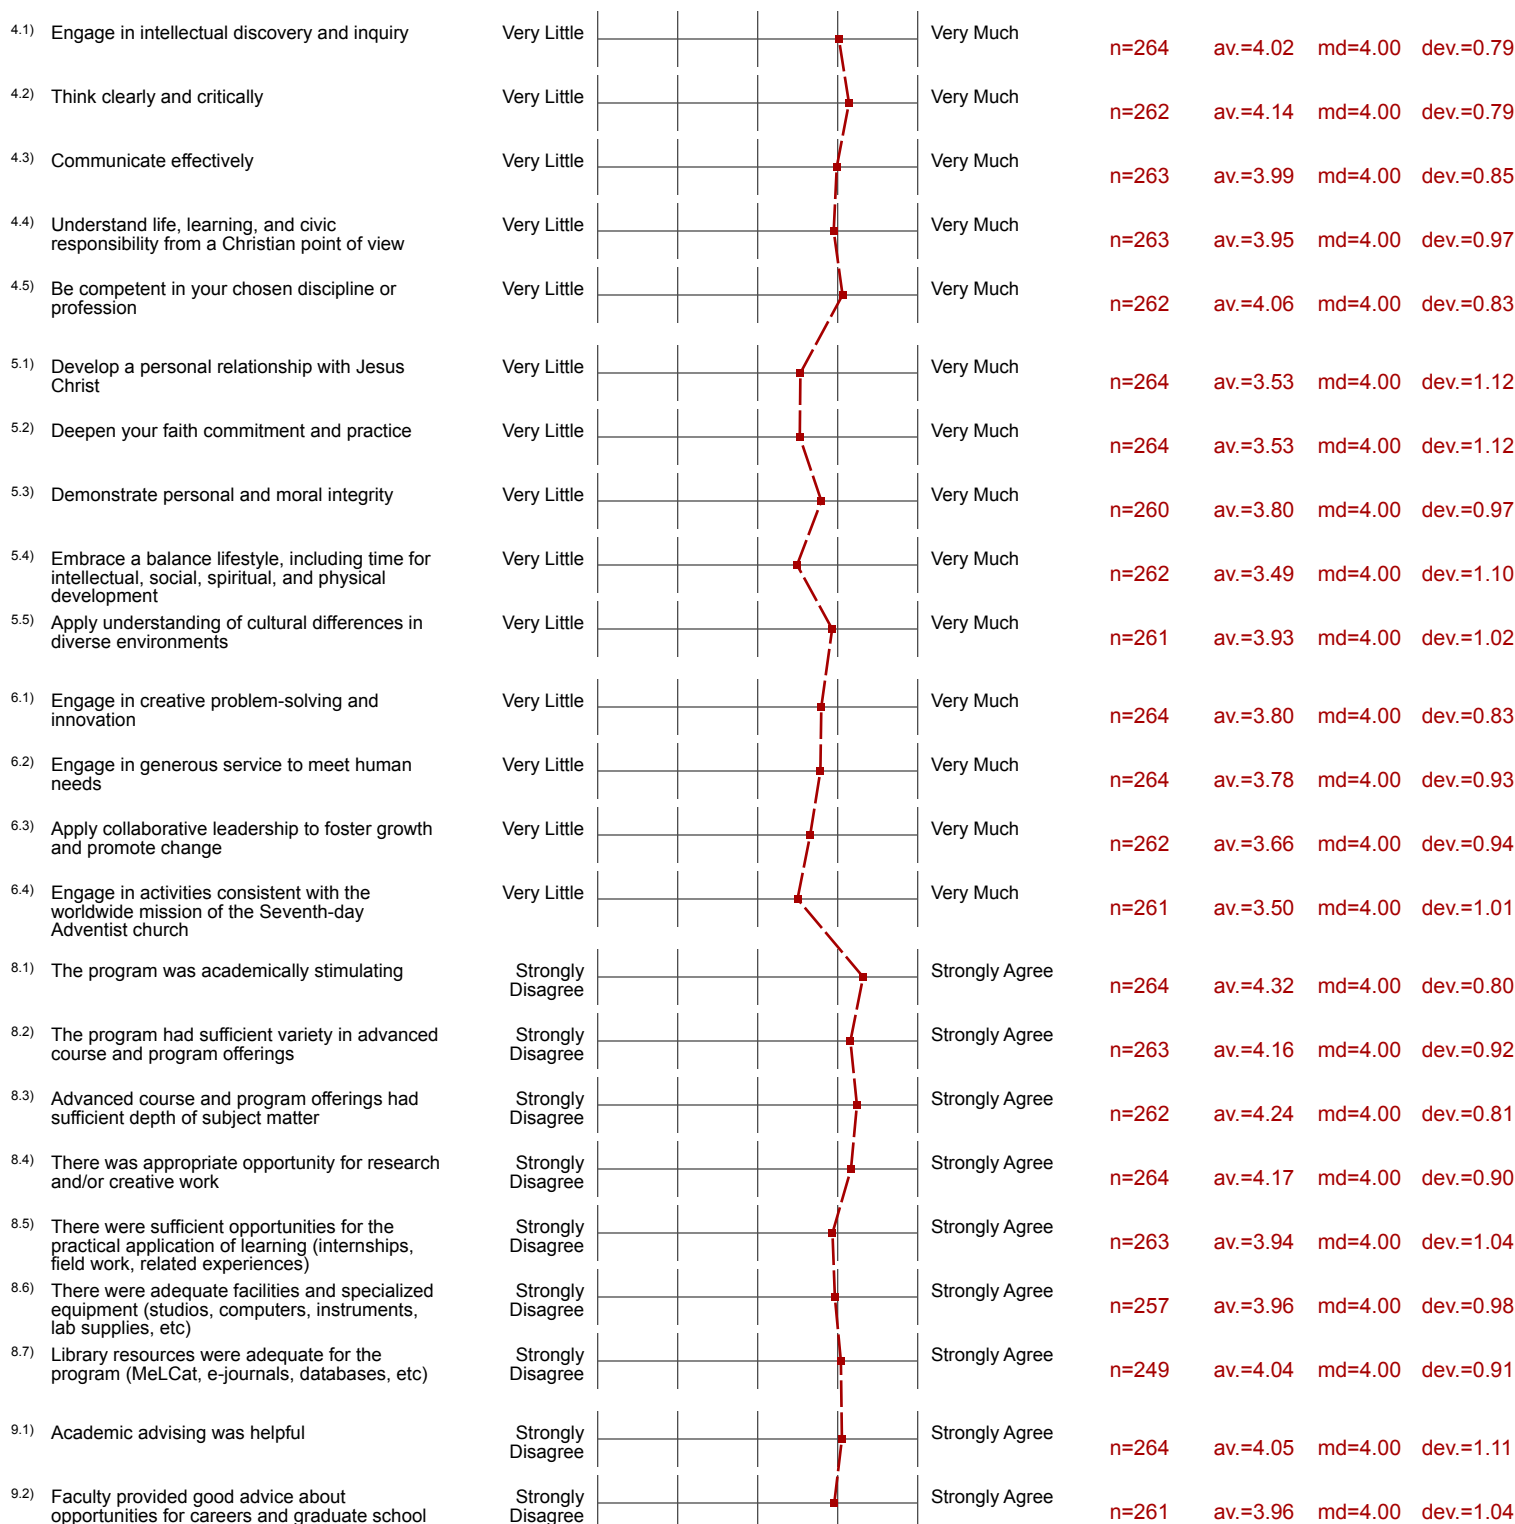 4.1) Engage in intellectual discovery and inquiry Very Little Very Much n=264 av.=4.02 md=4.00 dev.=0.79
4.2) Think clearly and critically Very Little Very Much n=262 av.=4.14 md=4.00 dev.=0.79
4.3) Communicate effectively Very Little Very Much n=263 av.=3.99 md=4.00 dev.=0.85
4.4) Understand life, learning, and civic Very Little Very Much
responsibility from a Christian point of view n=263 av.=3.95 md=4.00 dev.=0.97
4.5) Be competent in your chosen discipline or Very Little Very Much
profession n=262 av.=4.06 md=4.00 dev.=0.83
5.1) Develop a personal relationship with Jesus Very Little Very Much
Christ n=264 av.=3.53 md=4.00 dev.=1.12
5.2) Deepen your faith commitment and practice Very Little Very Much n=264 av.=3.53 md=4.00 dev.=1.12
5.3) Demonstrate personal and moral integrity Very Little Very Much n=260 av.=3.80 md=4.00 dev.=0.97
5.4) Embrace a balance lifestyle, including time for Very Little Very Much
intellectual, social, spiritual, and physical n=262 av.=3.49 md=4.00 dev.=1.10
development
5.5) Apply understanding of cultural differences in Very Little Very Much
diverse environments n=261 av.=3.93 md=4.00 dev.=1.02
6.1) Engage in creative problem-solving and Very Little Very Much
innovation n=264 av.=3.80 md=4.00 dev.=0.83
6.2) Engage in generous service to meet human Very Little Very Much
needs n=264 av.=3.78 md=4.00 dev.=0.93
6.3) Apply collaborative leadership to foster growth Very Little Very Much
and promote change n=262 av.=3.66 md=4.00 dev.=0.94
6.4) Engage in activities consistent with the Very Little Very Much
worldwide mission of the Seventh-day n=261 av.=3.50 md=4.00 dev.=1.01
Adventist church
8.1) The program was academically stimulating Strongly Strongly Agree
Disagree n=264 av.=4.32 md=4.00 dev.=0.80
8.2) The program had sufficient variety in advanced Strongly Strongly Agree
course and program offerings Disagree n=263 av.=4.16 md=4.00 dev.=0.92
8.3) Advanced course and program offerings had Strongly Strongly Agree
sufficient depth of subject matter Disagree n=262 av.=4.24 md=4.00 dev.=0.81
8.4) There was appropriate opportunity for research Strongly Strongly Agree
and/or creative work Disagree n=264 av.=4.17 md=4.00 dev.=0.90
8.5) There were sufficient opportunities for the Strongly Strongly Agree
practical application of learning (internships, Disagree n=263 av.=3.94 md=4.00 dev.=1.04
field work, related experiences)
8.6) There were adequate facilities and specialized Strongly Strongly Agree
equipment (studios, computers, instruments, Disagree n=257 av.=3.96 md=4.00 dev.=0.98
lab supplies, etc)
8.7) Library resources were adequate for the Strongly Strongly Agree
program (MeLCat, e-journals, databases, etc) Disagree n=249 av.=4.04 md=4.00 dev.=0.91
9.1) Academic advising was helpful Strongly Strongly Agree
Disagree n=264 av.=4.05 md=4.00 dev.=1.11
9.2) Faculty provided good advice about Strongly Strongly Agree
opportunities for careers and graduate school Disagree n=261 av.=3.96 md=4.00 dev.=1.04